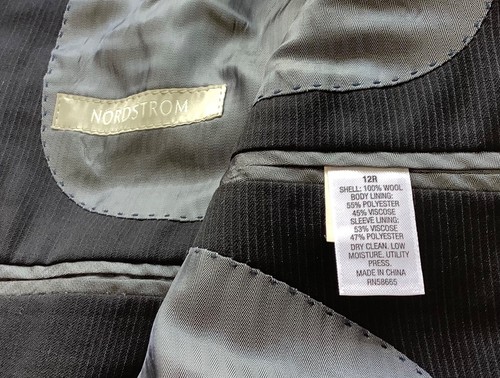 NORDSTROM
12R
SHELL: 100% WOOL
BODY LINING:
55% POLYESTER
45% VISCOSE
SLEEVE LINING:
53% VISCOSE
47% POLYESTER
DRY CLEAN. LOW
MOISTURE. UTILITY
PRESS.
MADE IN CHINA
RN58665